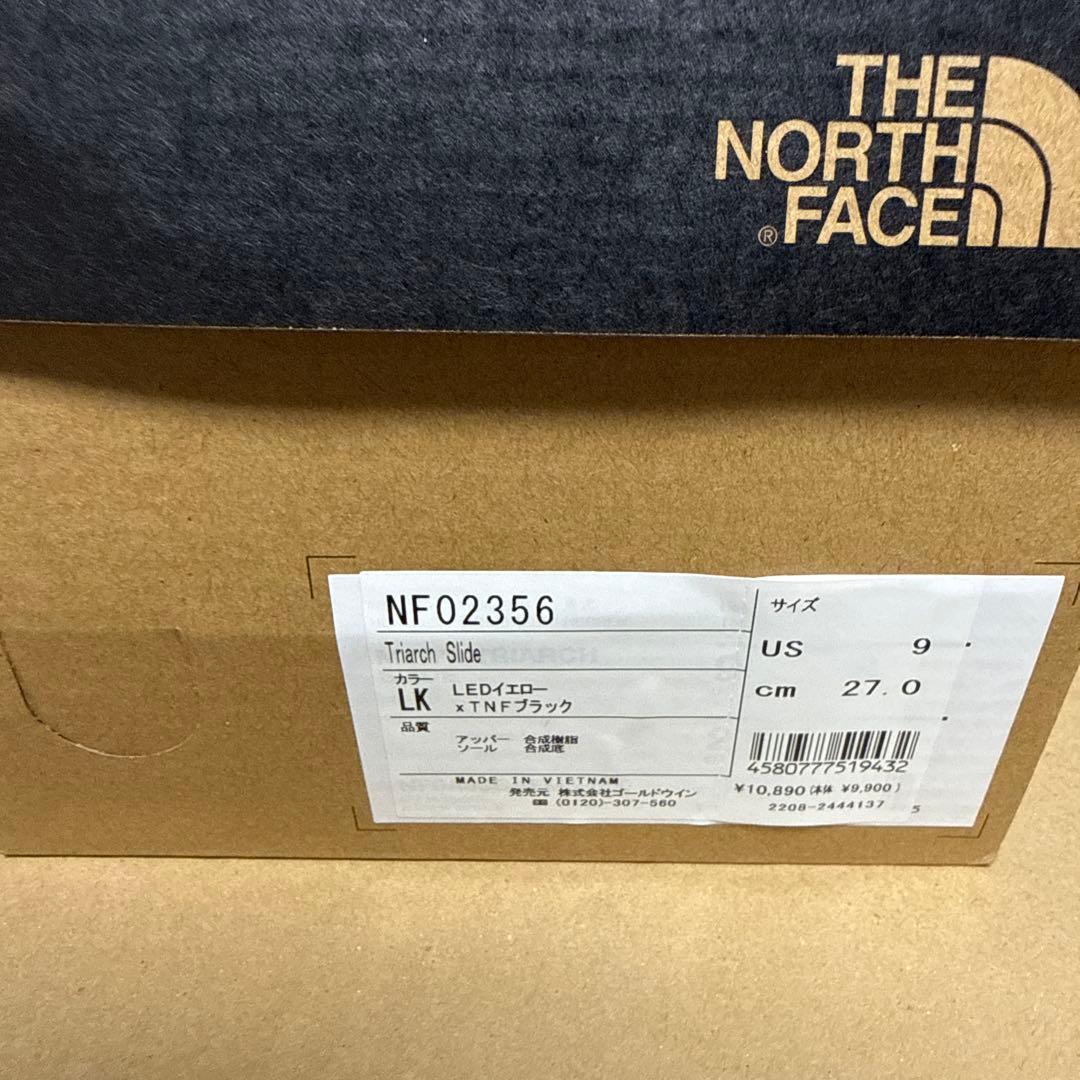 THE
NORTH
FACE
®
NF02356
Triarch Slide
カラー
LK LEDイエロー
xTNFブラック
品質
アッパー 合成樹脂
ソール 合成底
MADE IN VIETNAM
発売元 株式会社ゴールドウイン
(0120)-307-560
サイズ
US 9
cm 27.0
4580777519432
¥10,890(本体 ¥9,900)
2208-2444137
5